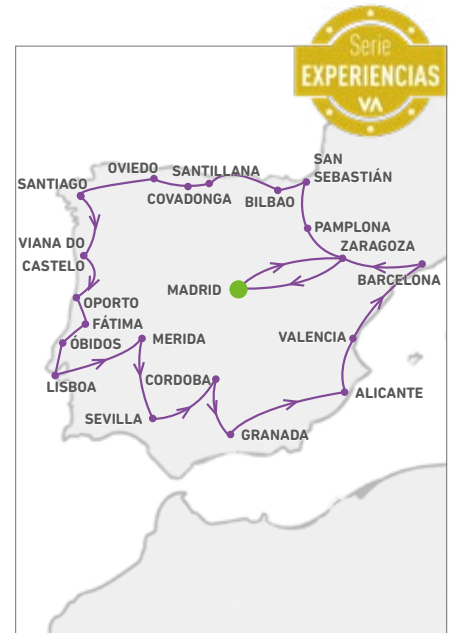 Serie
EXPERIENCIAS
VA
SAN
SEBASTIÁN
OVIEDO
SANTILLANA
SANTIAGO
COVADONGA
BILBAO
PAMPLONA
VIANA DO
CASTELO
ZARAGOZA
BARCELONA
MADRID
OPORTO
FÁTIMA
ÓBIDOS
MERIDA
VALENCIA
LISBOA
CORDOBA
ALICANTE
SEVILLA
GRANADA